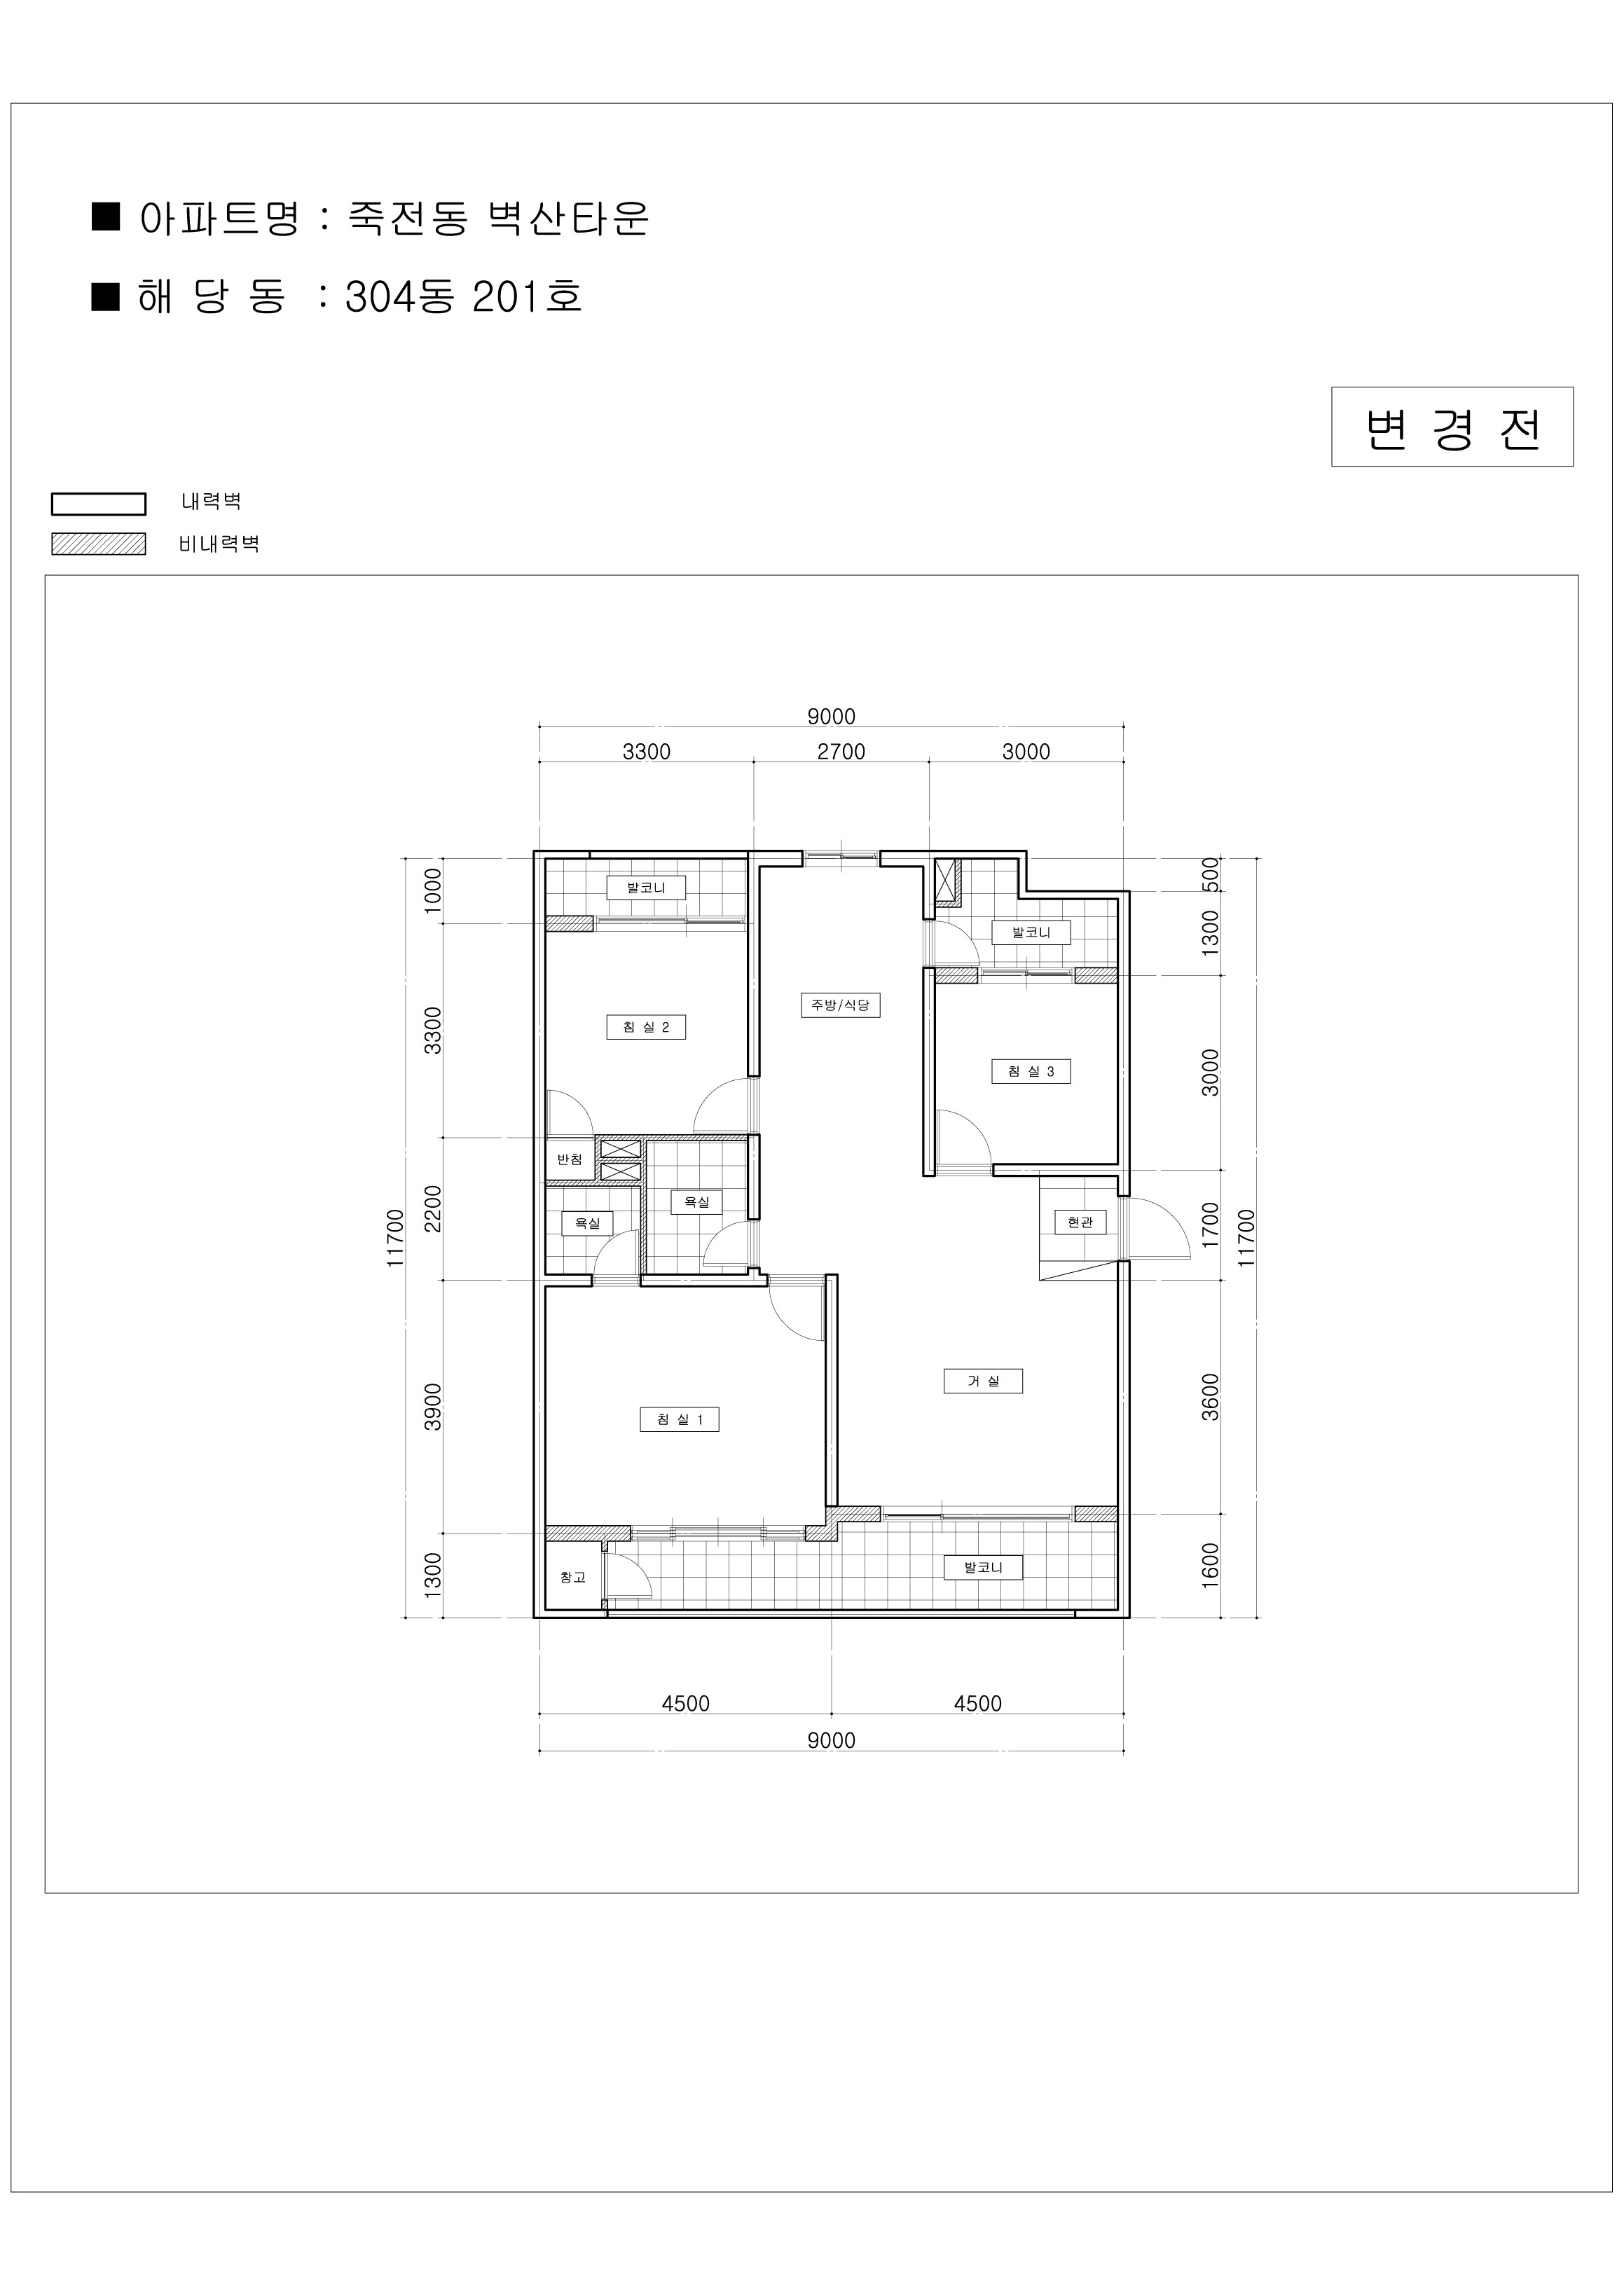 ■ 아파트명 : 죽전동 벽산타운
■ 해 당 동 : 304동 201호
변 경 전
내력벽
비내력벽
9000
3300 2700 3000
발코니
발코니
주방/식당
침 실 2
침 실 3
반침
욕실
욕실
현관
거 실
침 실 1
발코니
창고
11700
1000
3300
2200
3900
1300
500
1300
3000
1700
3600
1600
11700
4500 4500
9000